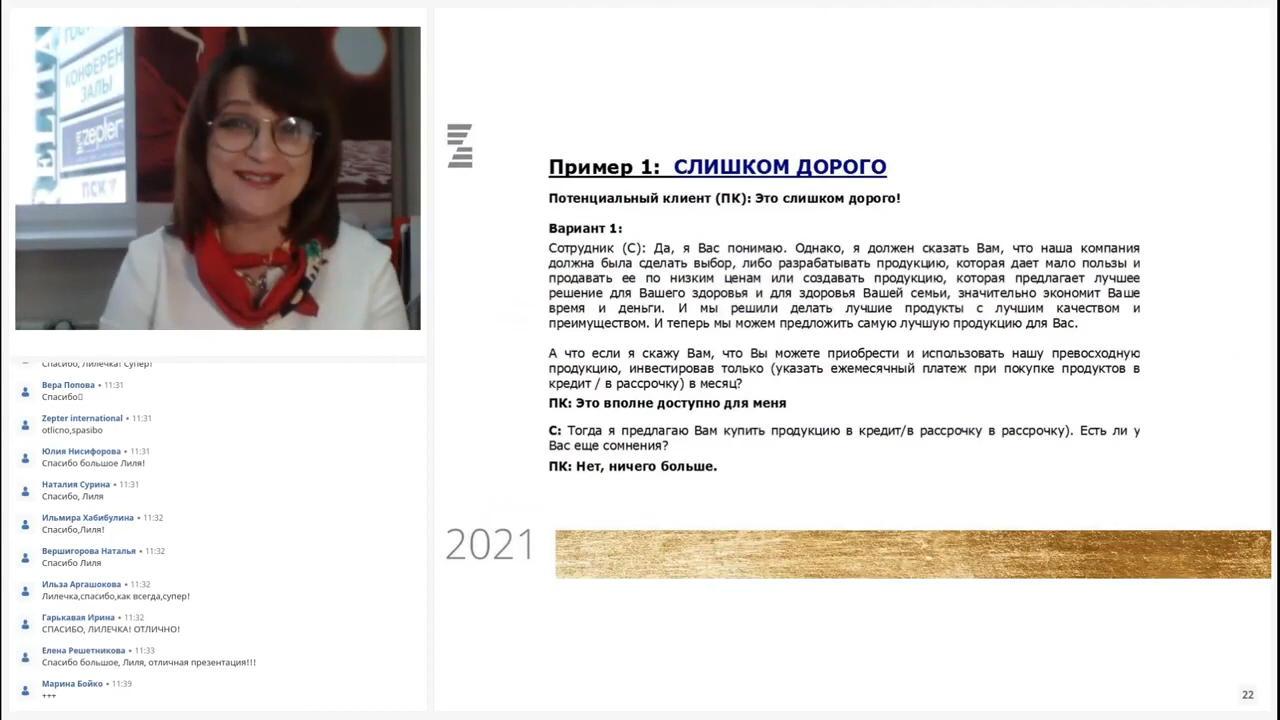 КОНФЕРЕН
ЗАЛЫ
zepter
ПСК
Спасибо, Лилечка! Супер!
Вера Попова • 11:31
Спасибо
Zepter international • 11:31
otlicno,spasibo
Юлия Нисифорова • 11:31
Спасибо большое Лиля!
Наталия Сурина • 11:31
Спасибо, Лиля
Ильмира Хабибулина • 11:32
Спасибо,Лиля!
Вершигорова Наталья • 11:32
Спасибо Лиля
Ильза Аргашокова • 11:32
Лилечка,спасибо,как всегда,супер!
Гарькавая Ирина • 11:32
СПАСИБО, ЛИЛЕЧКА! ОТЛИЧНО!
Елена Решетникова • 11:33
Спасибо большое, Лиля, отличная презентация!!!
Марина Бойко • 11:39
+++
Пример 1: СЛИШКОМ ДОРОГО
Потенциальный клиент (ПК): Это слишком дорого!
Вариант 1:
Сотрудник (С): Да, я Вас понимаю. Однако, я должен сказать Вам, что наша компания
должна была сделать выбор, либо разрабатывать продукцию, которая дает мало пользы и
продавать ее по низким ценам или создавать продукцию, которая предлагает лучшее
решение для Вашего здоровья и для здоровья Вашей семьи, значительно экономит Ваше
время и деньги. И мы решили делать лучшие продукты с лучшим качеством и
преимуществом. И теперь мы можем предложить самую лучшую продукцию для Вас.
А что если я скажу Вам, что Вы можете приобрести и использовать нашу превосходную
продукцию, инвестировав только (указать ежемесячный платеж при покупке продуктов в
кредит / в рассрочку) в месяц?
ПК: Это вполне доступно для меня
С: Тогда я предлагаю Вам купить продукцию в кредит/в рассрочку в рассрочку). Есть ли у
Вас еще сомнения?
ПК: Нет, ничего больше.
2021
22